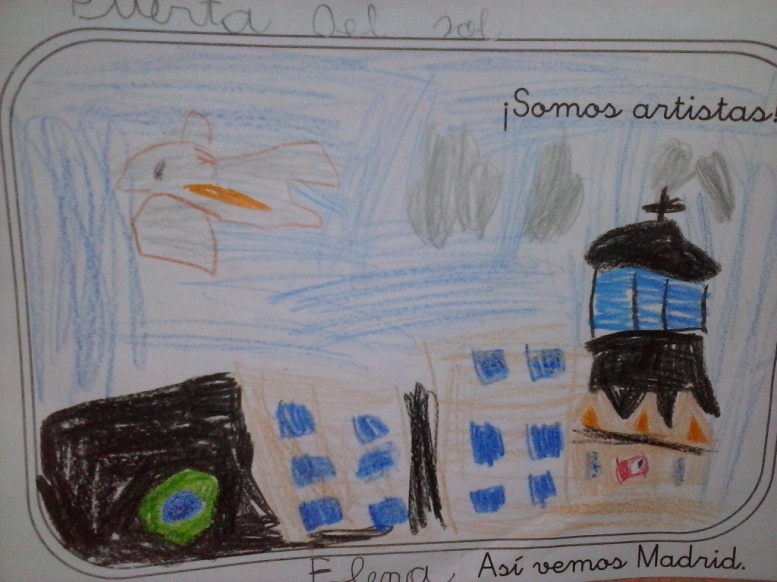 Puerta Del sol.
¡Somos artistas!
Elena
Así vemos Madrid.